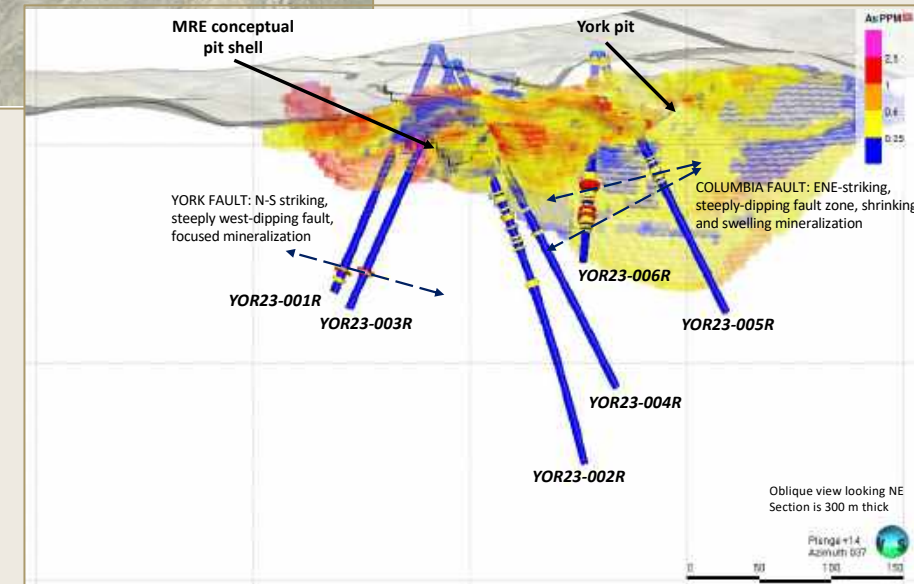 MRE conceptual
pit shell
York pit
2.5
1
0.6
0.25
YORK FAULT: N-S striking,
steeply west-dipping fault,
focused mineralization
COLUMBIA FAULT: ENE-striking,
steeply-dipping fault zone, shrinking
and swelling mineralization
YOR23-001R
YOR23-003R
YOR23-006R
YOR23-005R
YOR23-004R
YOR23-002R
Oblique view looking NE
Section is 300 m thick
Plunge +14
Azimuth 037
0 50 100 150